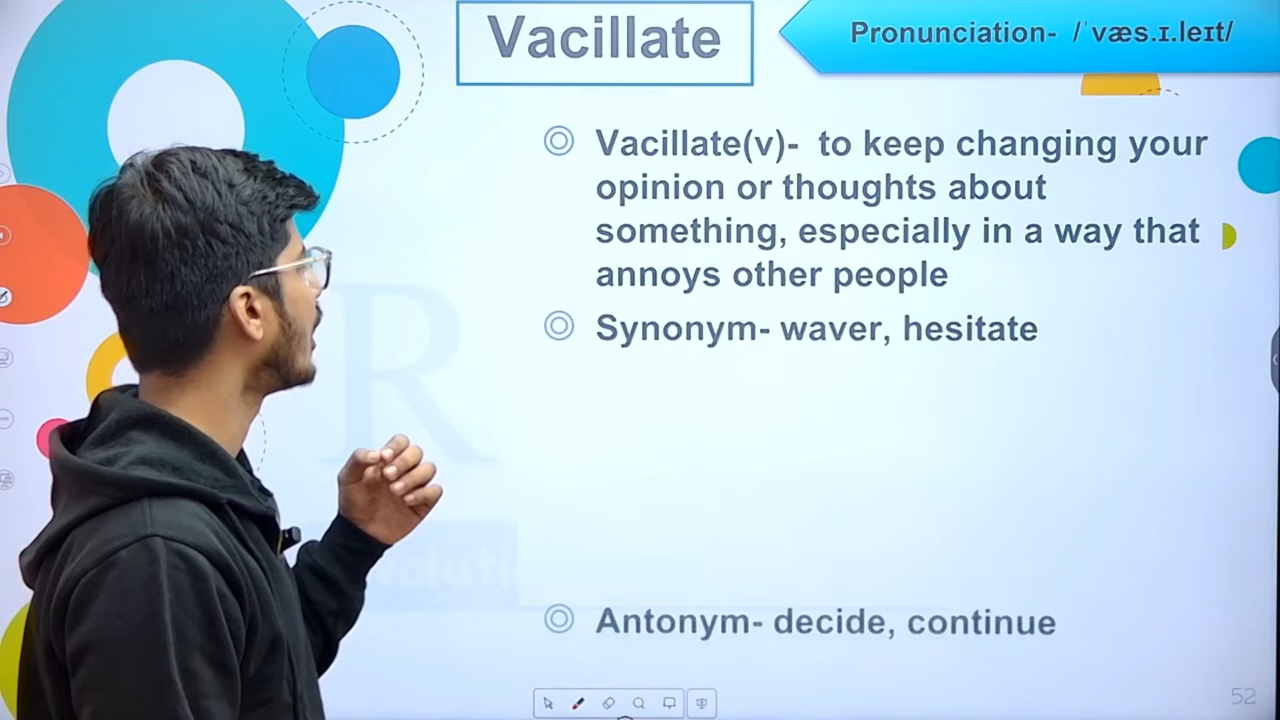 Vacillate
Pronunciation- /ˈvæs.ɪ.leɪt/
Vacillate(v)- to keep changing your
opinion or thoughts about
something, especially in a way that
annoys other people
Synonym- waver, hesitate
R
Antonym- decide, continue
52